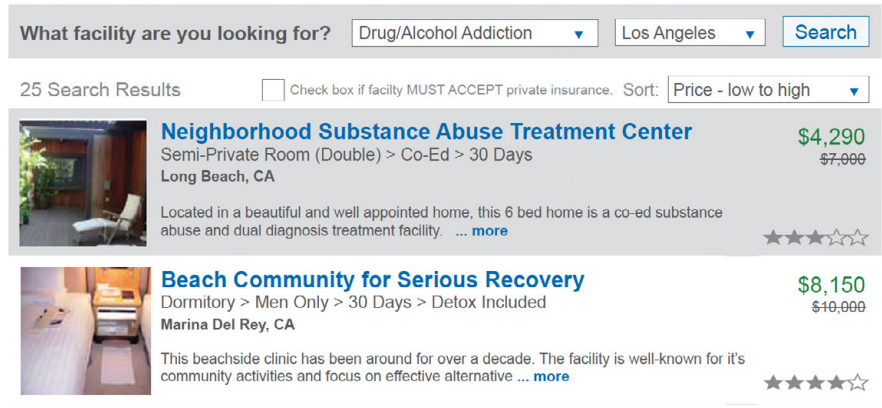 What facility are you looking for? Drug/Alcohol Addiction Los Angeles Search
25 Search Results Check box if facilty MUST ACCEPT private insurance. Sort: Price - low to high
Neighborhood Substance Abuse Treatment Center $4,290
Semi-Private Room (Double) > Co-Ed > 30 Days $7,000
Long Beach, CA
Located in a beautiful and well appointed home, this 6 bed home is a co-ed substance
abuse and dual diagnosis treatment facility. ... more
Beach Community for Serious Recovery $8,150
Dormitory > Men Only > 30 Days > Detox Included $10,000
Marina Del Rey, CA
This beachside clinic has been around for over a decade. The facility is well-known for it's
community activities and focus on effective alternative ... more